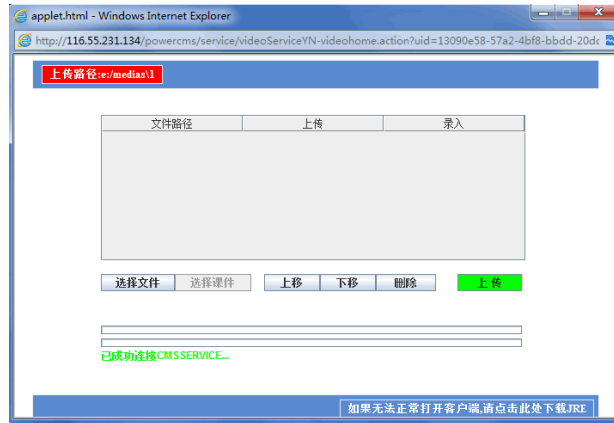 applet.html - Windows Internet Explorer
http://116.55.231.134/powercms/service/videoServiceYN-videohome.action?uid=13090e58-57a2-4bf8-bbdd-20dc
上传路径:e:/medias\1
文件路径 上传 录入
选择文件 选择课件 上移 下移 删除 上 传
已成功连接CMSSERVICE...
如果无法正常打开客户端,请点击此处下载JRE